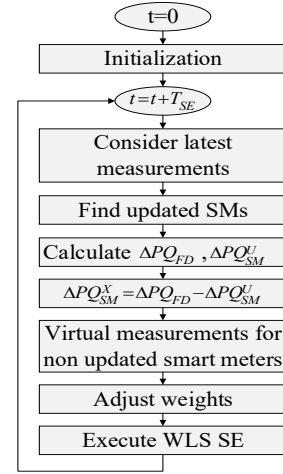 t=0
Initialization
t=t+T_SE
Consider latest
measurements
Find updated SMs
Calculate ΔPQ_FD , ΔPQ^U_SM
ΔPQ^X_SM=ΔPQ_FD−ΔPQ^U_SM
Virtual measurements for
non updated smart meters
Adjust weights
Execute WLS SE